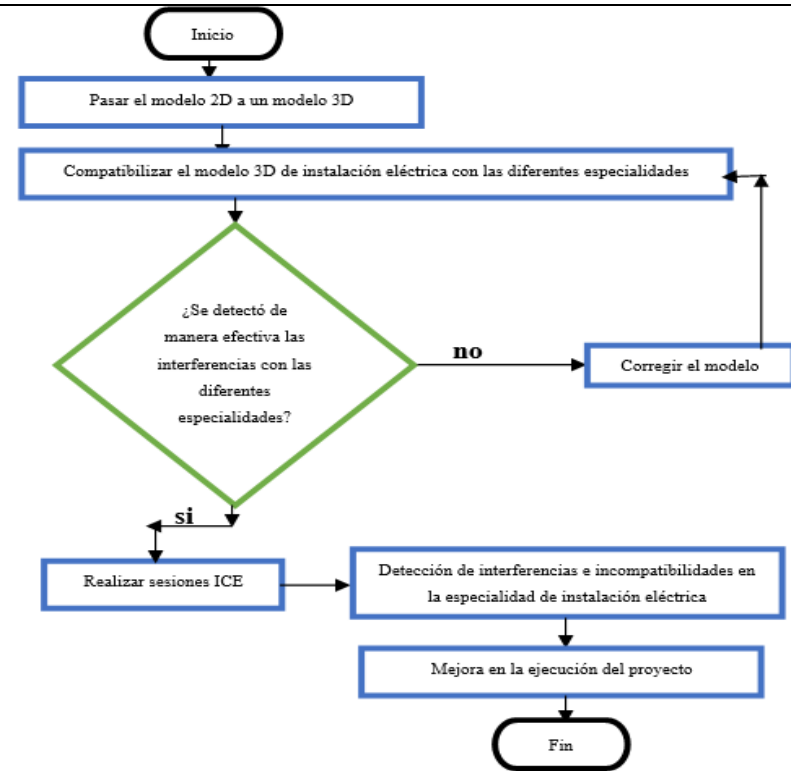 Inicio
Pasar el modelo 2D a un modelo 3D
Compatibilizar el modelo 3D de instalación eléctrica con las diferentes especialidades
¿Se detectó de
manera efectiva las
interferencias con las
diferentes
especialidades?
no
Corregir el modelo
si
Realizar sesiones ICE
Detección de interferencias e incompatibilidades en
la especialidad de instalación eléctrica
Mejora en la ejecución del proyecto
Fin